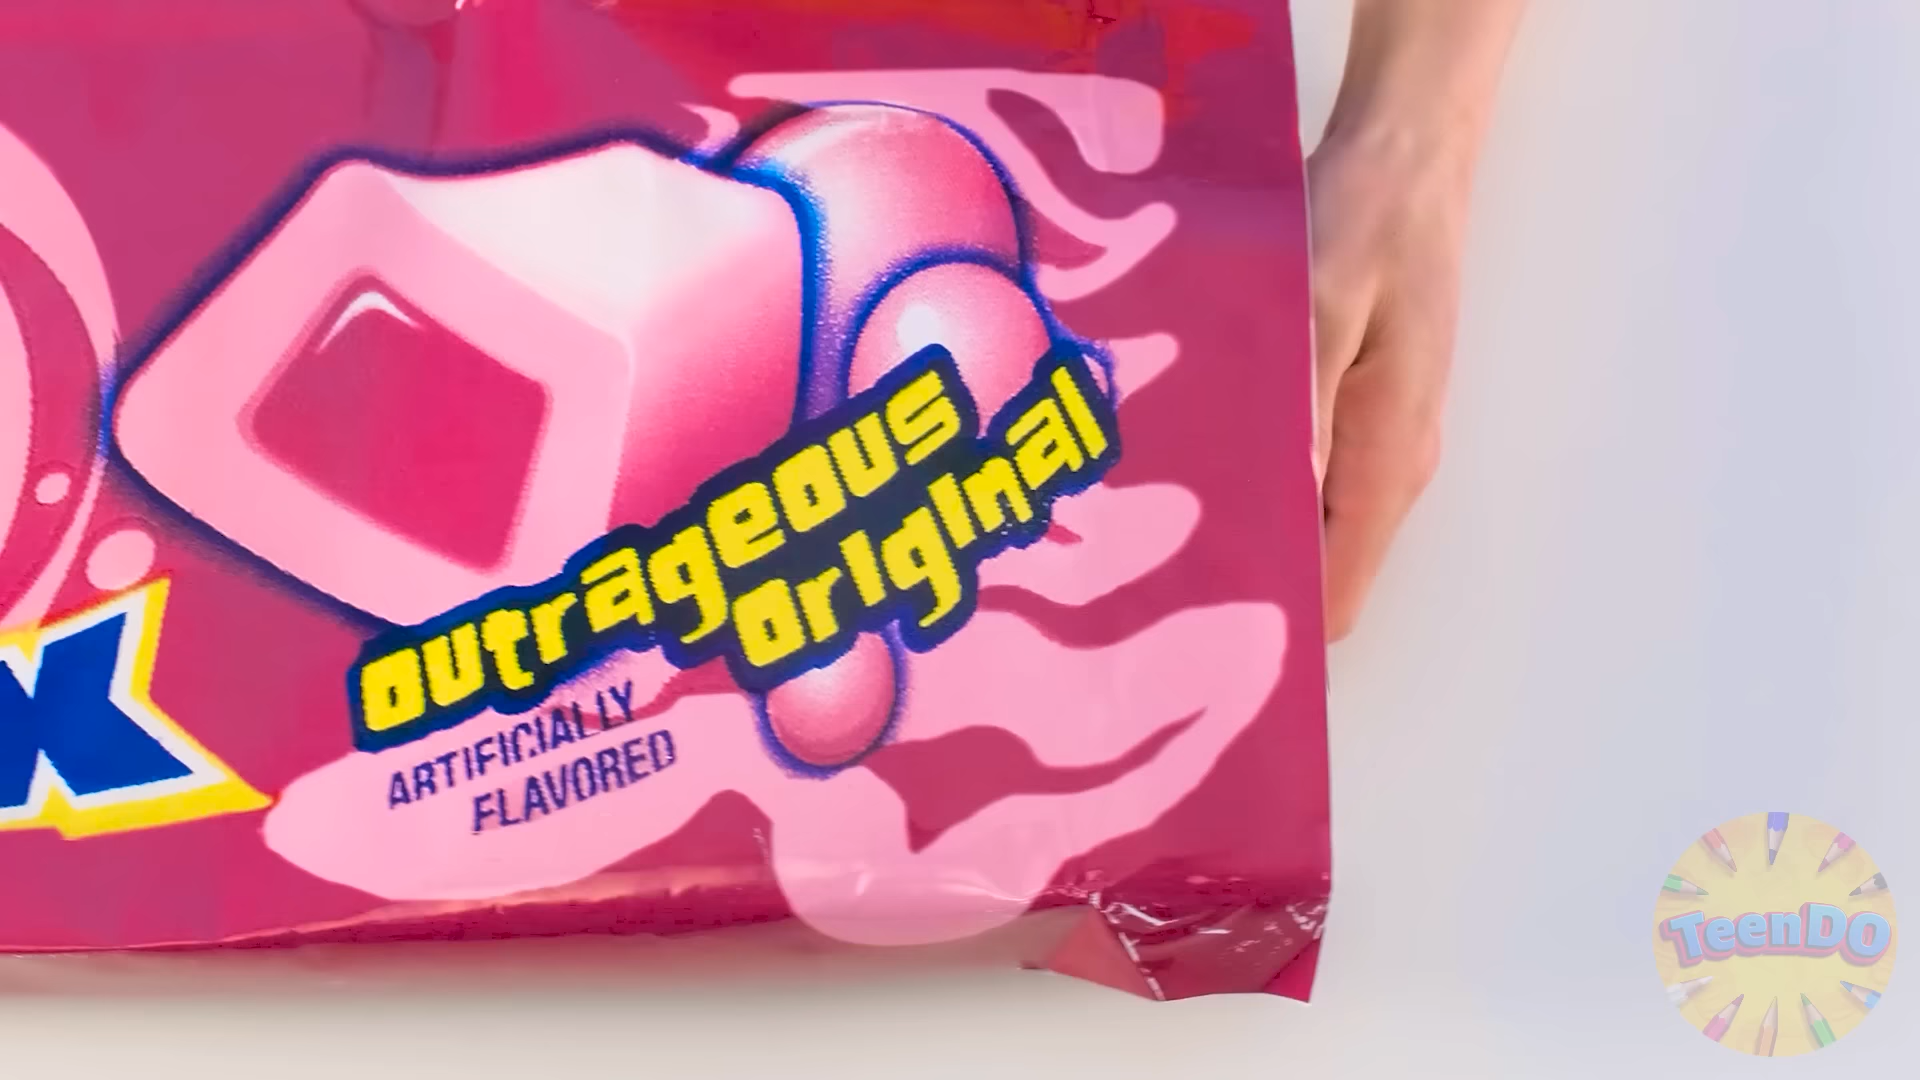 outrageous
original
ARTIFICIALLY
FLAVORED
X
TeenDO